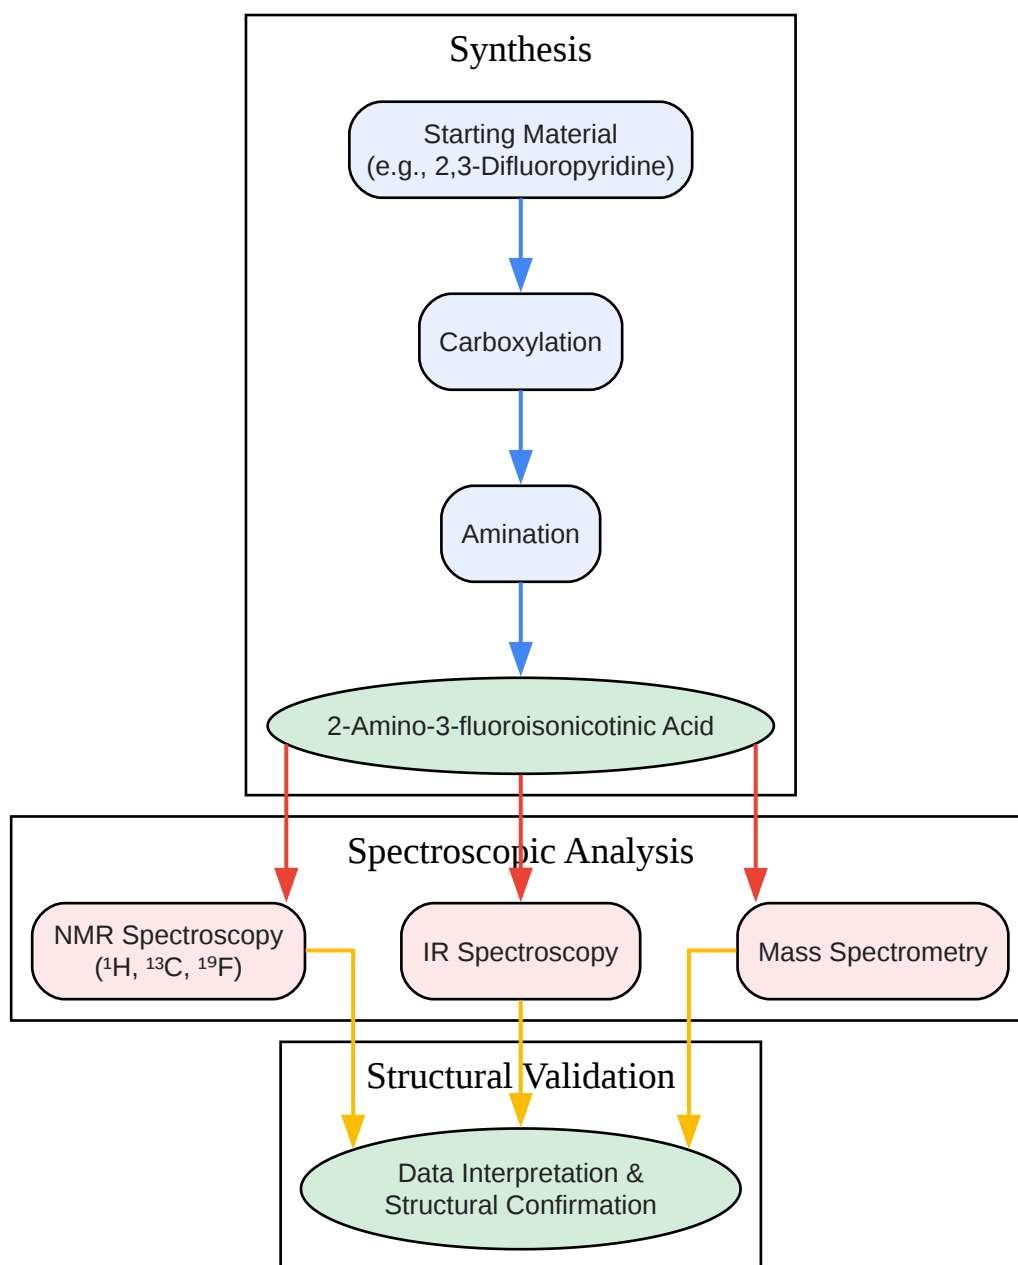 Synthesis
Starting Material
(e.g., 2,3-Difluoropyridine)
Carboxylation
Amination
2-Amino-3-fluoroisonicotinic Acid
Spectroscopic Analysis
NMR Spectroscopy
(¹H, ¹³C, ¹⁹F)
IR Spectroscopy
Mass Spectrometry
Structural Validation
Data Interpretation &
Structural Confirmation